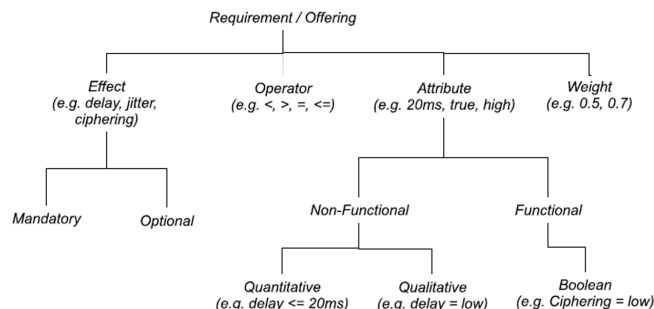 Requirement / Offering
Effect
(e.g. delay, jitter,
ciphering)
Operator
(e.g. <, >, =, <=)
Attribute
(e.g. 20ms, true, high)
Weight
(e.g. 0.5, 0.7)
Mandatory
Optional
Non-Functional
Functional
Quantitative
(e.g. delay <= 20ms)
Qualitative
(e.g. delay = low)
Boolean
(e.g. Ciphering = low)